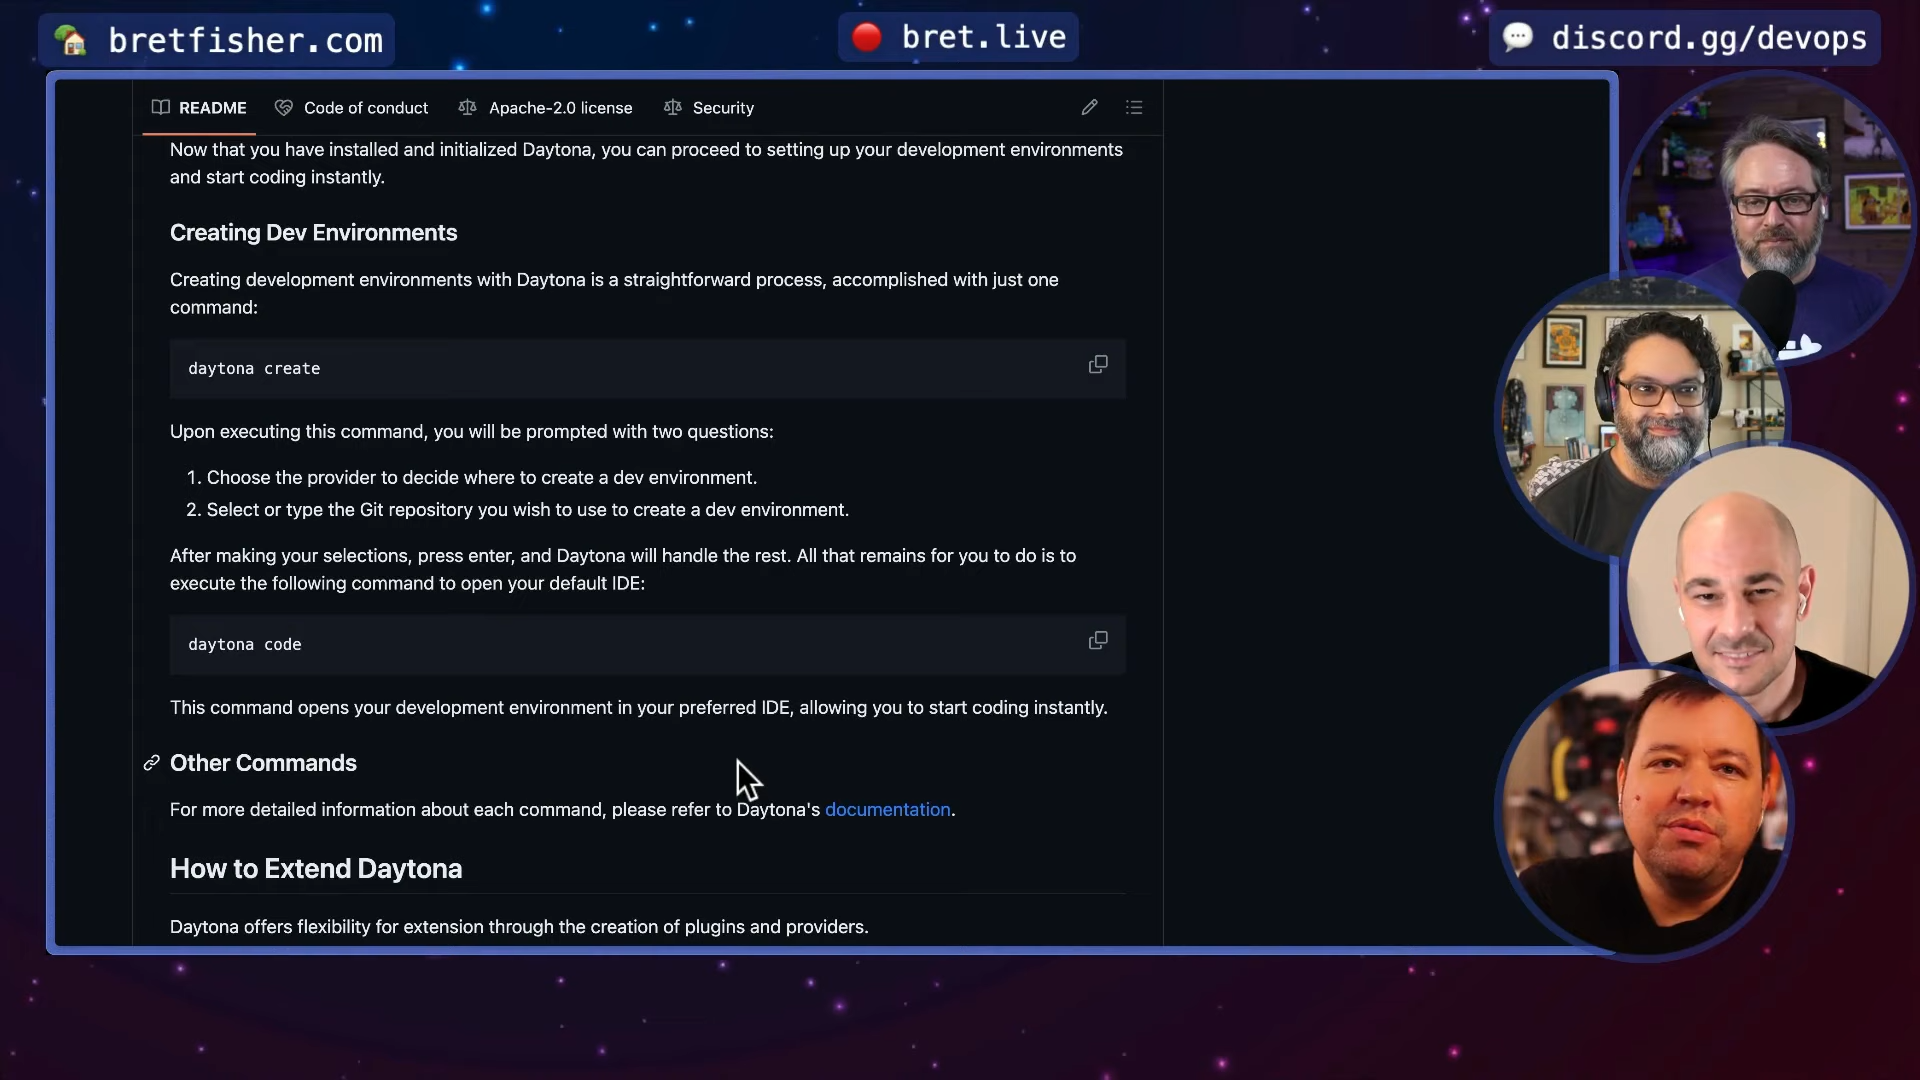 bretfisher.com
bret.live
discord.gg/devops
README
Code of conduct
Apache-2.0 license
Security
Now that you have installed and initialized Daytona, you can proceed to setting up your development environments
and start coding instantly.
Creating Dev Environments
Creating development environments with Daytona is a straightforward process, accomplished with just one
command:
daytona create
Upon executing this command, you will be prompted with two questions:
1. Choose the provider to decide where to create a dev environment.
2. Select or type the Git repository you wish to use to create a dev environment.
After making your selections, press enter, and Daytona will handle the rest. All that remains for you to do is to
execute the following command to open your default IDE:
daytona code
This command opens your development environment in your preferred IDE, allowing you to start coding instantly.
Other Commands
For more detailed information about each command, please refer to Daytona's documentation.
How to Extend Daytona
Daytona offers flexibility for extension through the creation of plugins and providers.